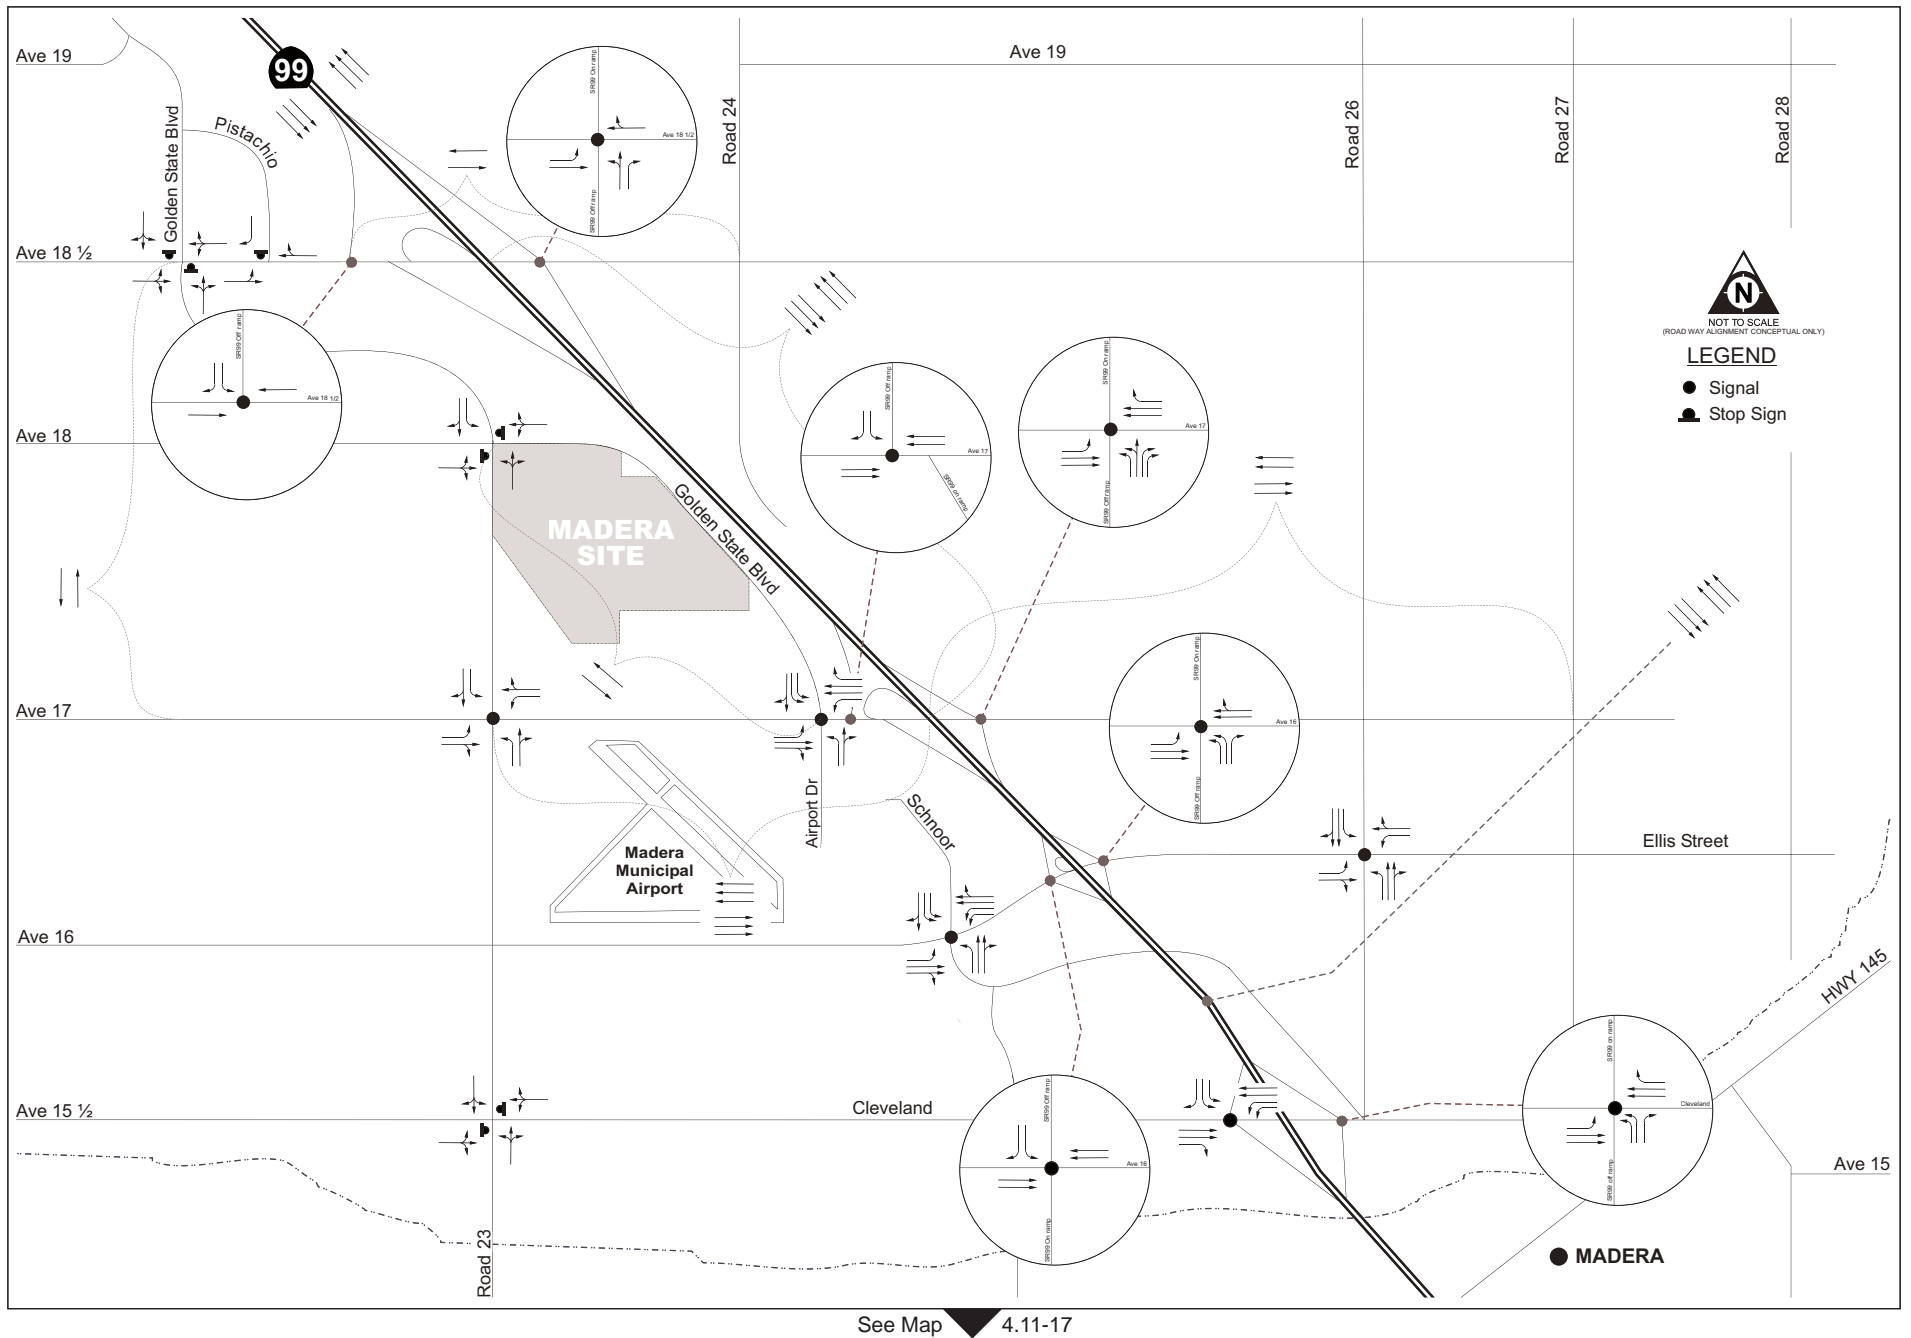 Ave 19
99
Ave 19
Road 24
Road 26
Road 27
Road 28
Golden State Blvd
Pistachio
SR99 On ramp
Ave 18 1/2
SR99 Off ramp
Ave 18 ½
N
NOT TO SCALE
(ROAD WAY ALIGNMENT CONCEPTUAL ONLY)
LEGEND
Signal
Stop Sign
SR99 Off ramp
Ave 18 1/2
SR99 Off ramp
Ave 17
SR99 on ramp
SR99 On ramp
Ave 17
SR99 Off ramp
Ave 18
MADERA
SITE
Golden State Blvd
SR99 On ramp
Ave 16
SR99 Off ramp
Ave 17
Airport Dr
Schnoor
Ellis Street
Madera
Municipal
Airport
Ave 16
HWY 145
Ave 15 ½
Cleveland
SR99 Off ramp
Ave 16
SR99 On ramp
SR99 on ramp
Cleveland
SR99 off ramp
Ave 15
Road 23
MADERA
See Map 4.11-17